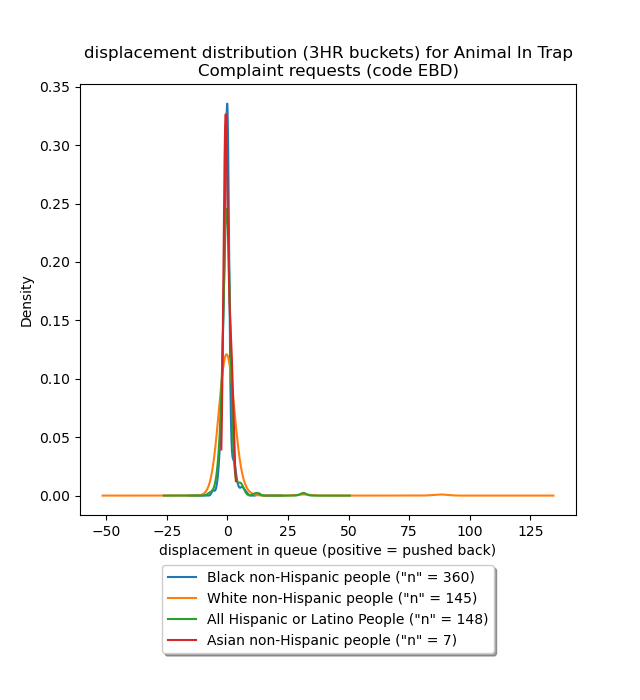 displacement distribution (3HR buckets) for Animal In Trap
Complaint requests (code EBD)
0.35
0.30
0.25
0.20
0.15
0.10
0.05
0.00
Density
−50
−25
0
25
50
75
100
125
displacement in queue (positive = pushed back)
Black non-Hispanic people ("n" = 360)
White non-Hispanic people ("n" = 145)
All Hispanic or Latino People ("n" = 148)
Asian non-Hispanic people ("n" = 7)